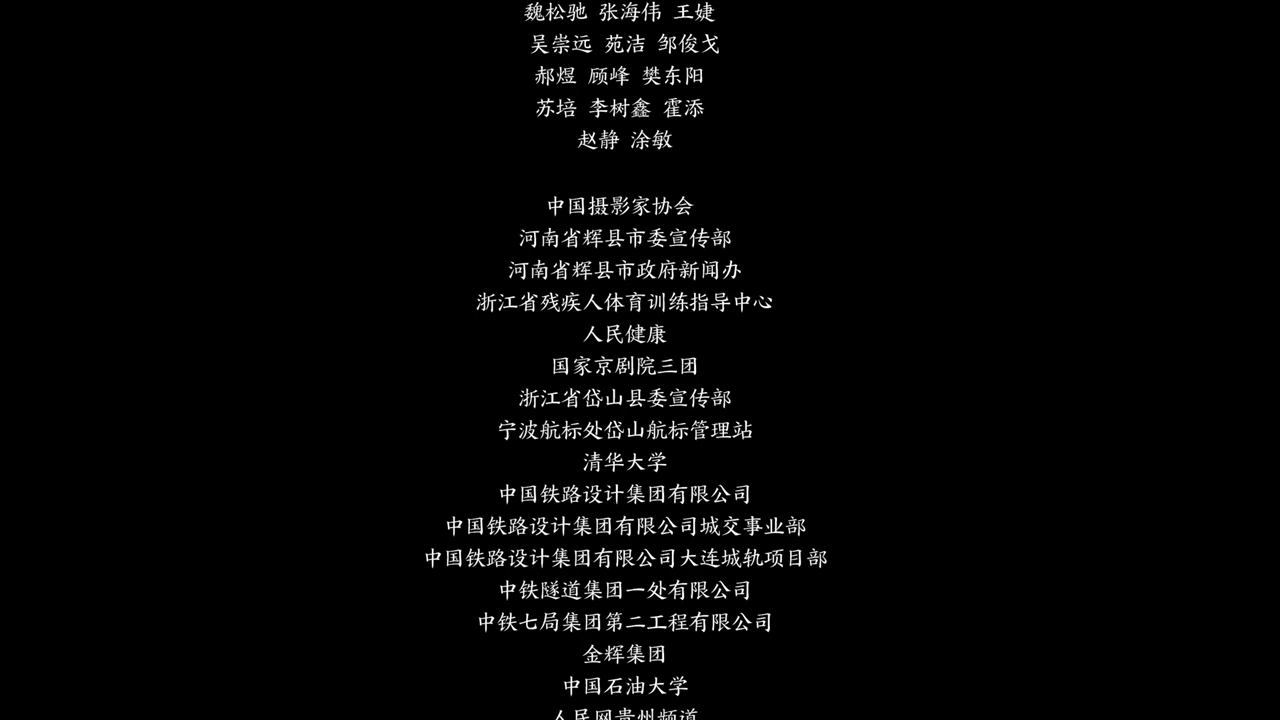 魏松驰 张海伟 王婕
吴崇远 苑洁 邹俊戈
郝煜 顾峰 樊东阳
苏培 李树鑫 霍添
赵静 涂敏
中国摄影家协会
河南省辉县市委宣传部
河南省辉县市政府新闻办
浙江省残疾人体育训练指导中心
人民健康
国家京剧院三团
浙江省岱山县委宣传部
宁波航标处岱山航标管理站
清华大学
中国铁路设计集团有限公司
中国铁路设计集团有限公司城交事业部
中国铁路设计集团有限公司大连城轨项目部
中铁隧道集团一处有限公司
中铁七局集团第二工程有限公司
金辉集团
中国石油大学
人民网贵州频道